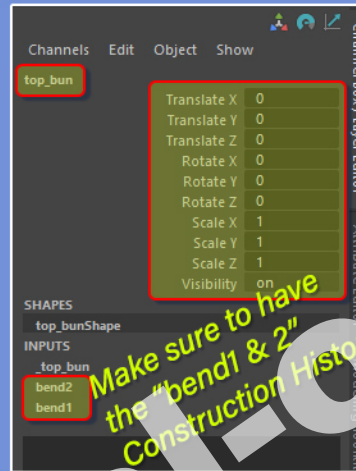 Channels Edit Object Show
top_bun
Translate X 0
Translate Y 0
Translate Z 0
Rotate X 0
Rotate Y 0
Rotate Z 0
Scale X 1
Scale Y 1
Scale Z 1
Visibility on
SHAPES
top_bunShape
INPUTS
_top_bun
bend2
bend1
Make sure to have
the "bend1 & 2"
Construction Histo